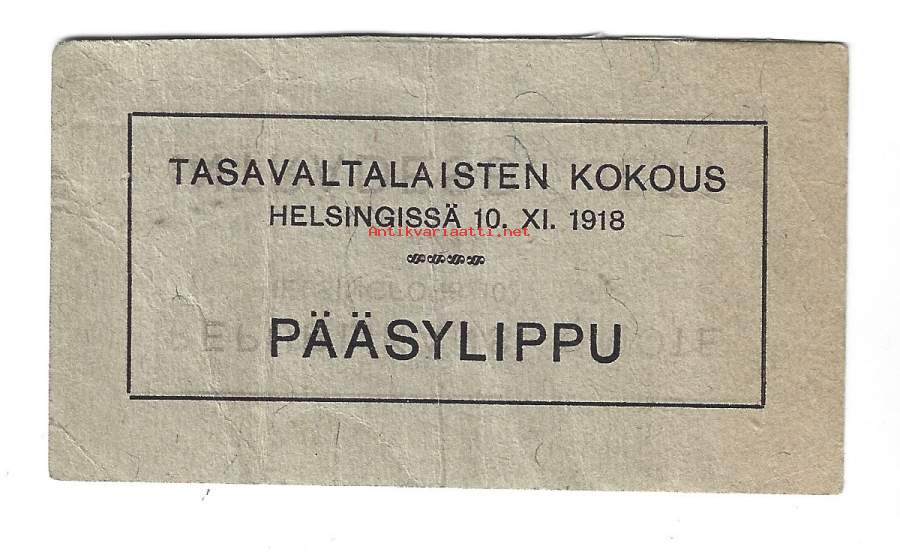 TASAVALTALAISTEN KOKOUS
HELSINGISSÄ 10. XI. 1918
Antikvariaatti.net
PÄÄSYLIPPU